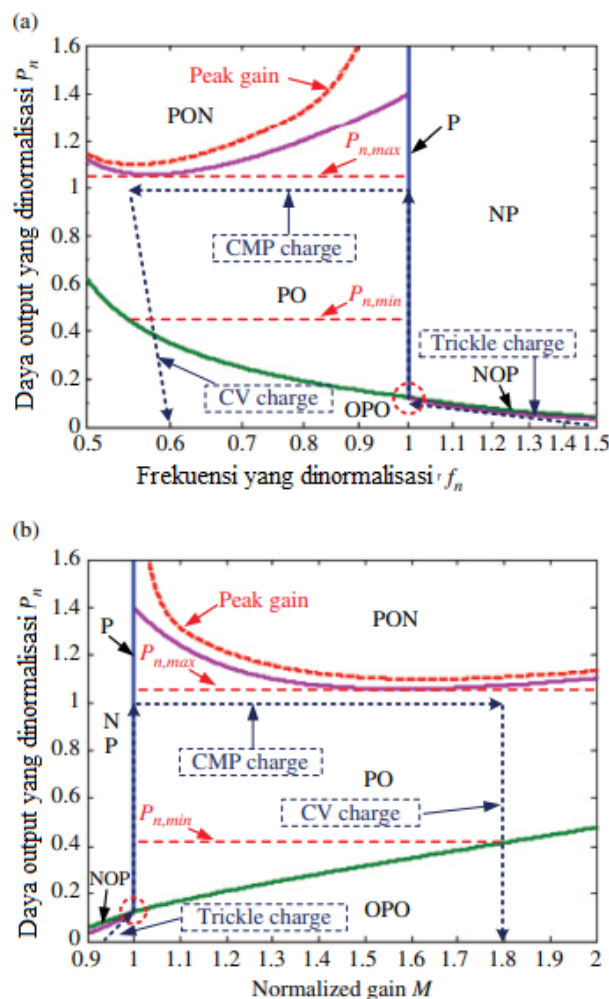 (a)
1.6
1.4
1.2
1
0.8
0.6
0.4
0.2
0
Daya output yang dinormalisasi Pn
Peak gain
PON
P
Pn,max
NP
CMP charge
PO
Pn,min
Trickle charge
NOP
CV charge
OPO
0.5 0.6 0.7 0.8 0.9 1 1.1 1.2 1.3 1.4 1.5
Frekuensi yang dinormalisasi fn
(b)
1.6
1.4
1.2
1
0.8
0.6
0.4
0.2
0
Daya output yang dinormalisasi Pn
P
Peak gain
PON
Pn,max
N
P
CMP charge
PO
CV charge
Pn,min
NOP
Trickle charge
OPO
0.9 1 1.1 1.2 1.3 1.4 1.5 1.6 1.7 1.8 1.9 2
Normalized gain M